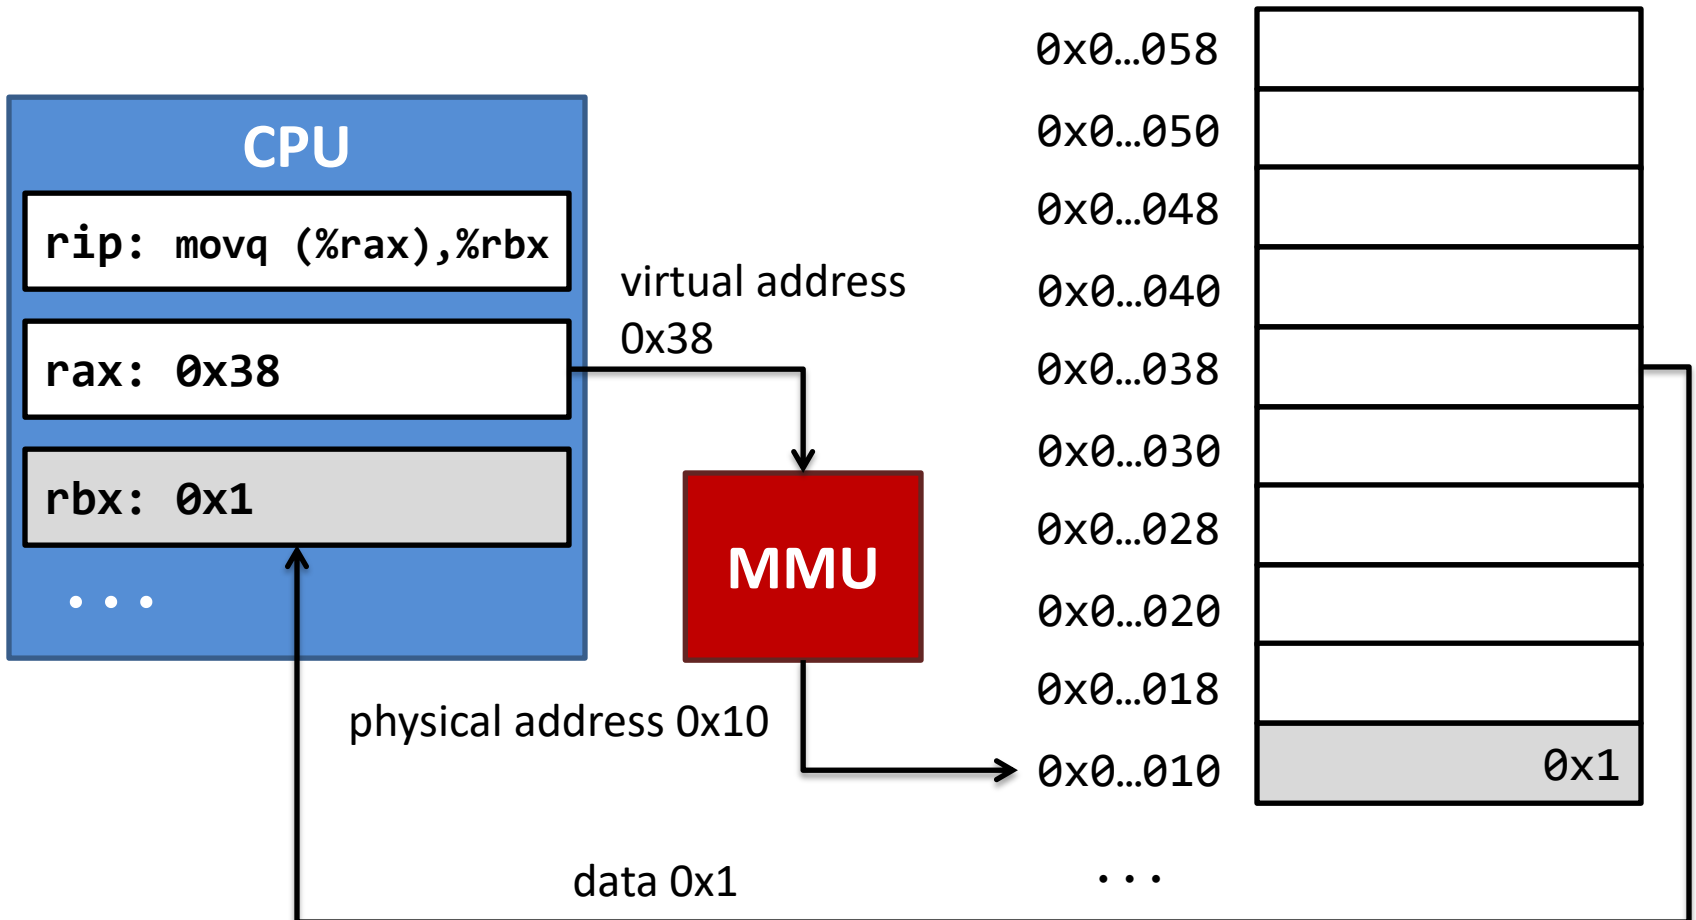 CPU
rip: movq (%rax),%rbx
rax: 0x38
rbx: 0x1
...
virtual address
0x38
MMU
physical address 0x10
data 0x1
0x0…058
0x0…050
0x0…048
0x0…040
0x0…038
0x0…030
0x0…028
0x0…020
0x0…018
0x0…010
0x1
...